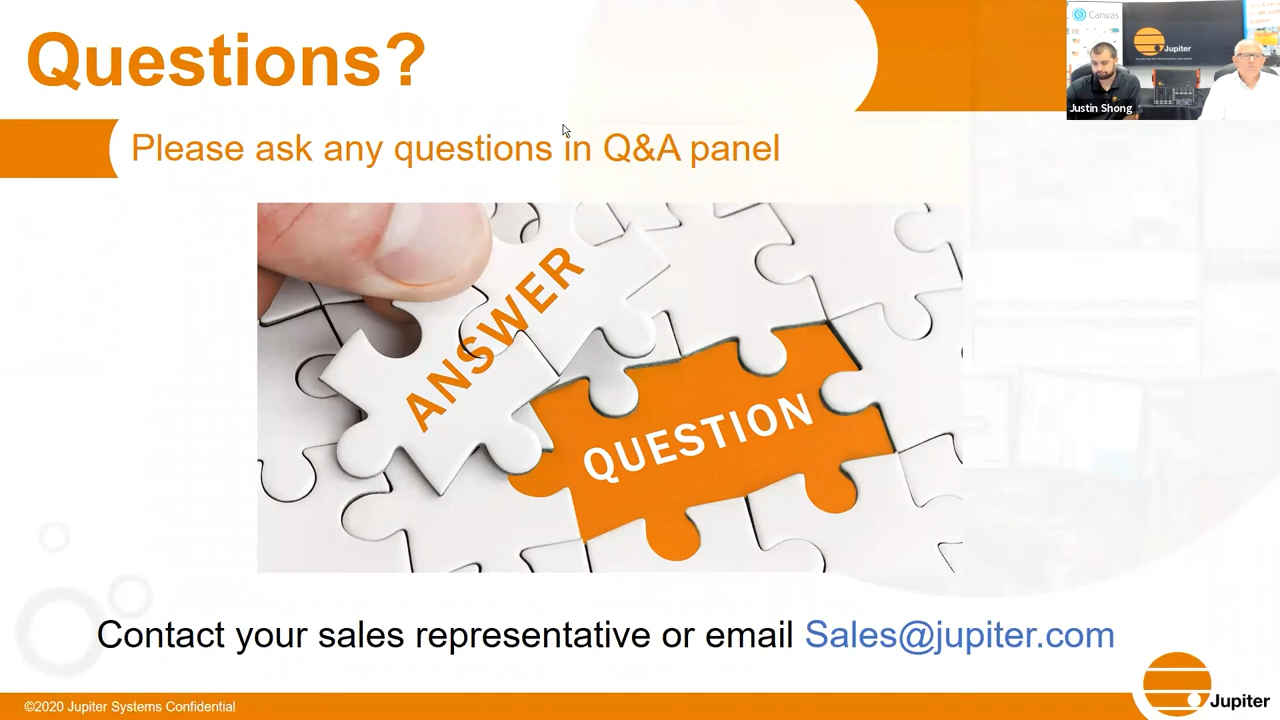 Questions?
Please ask any questions in Q&A panel
Canvas
Jupiter
Justin Shong
ANSWER
QUESTION
Contact your sales representative or email Sales@jupiter.com
©2020 Jupiter Systems Confidential
Jupiter